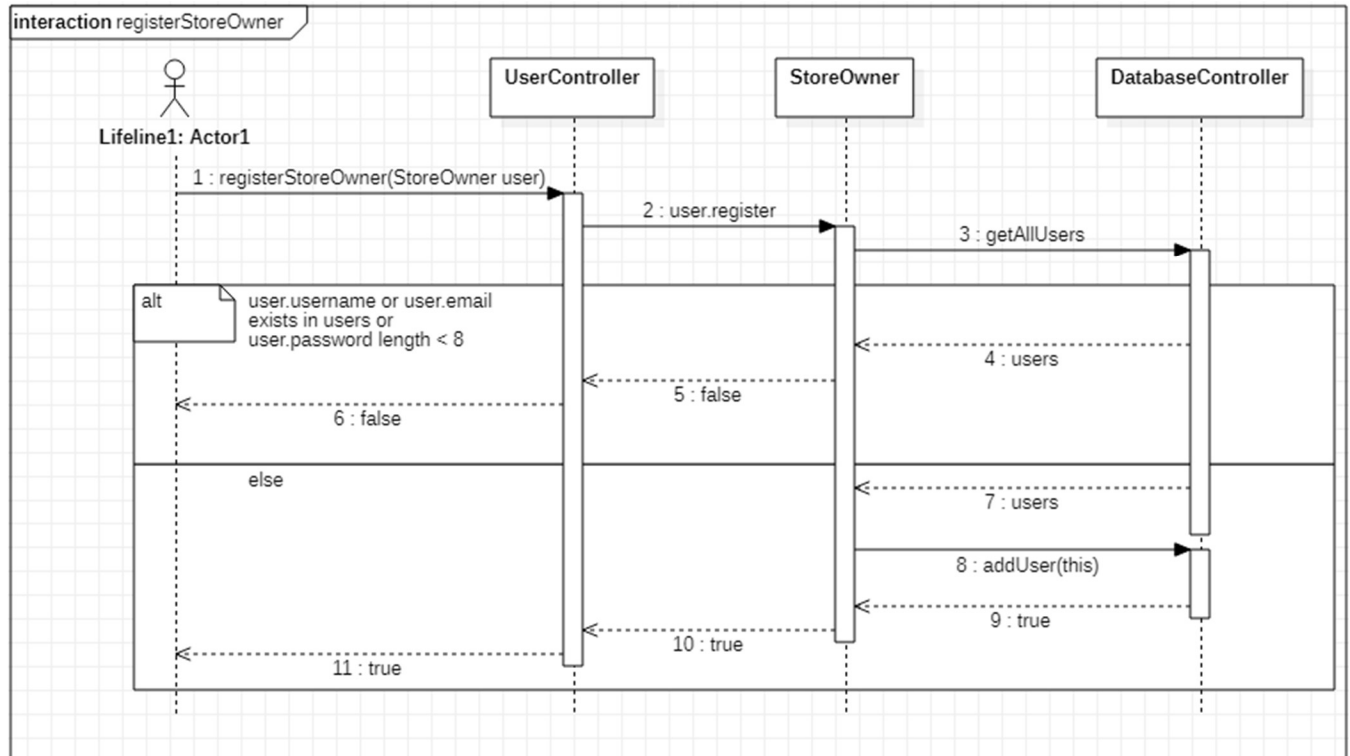 interaction registerStoreOwner
UserController
StoreOwner
DatabaseController
Lifeline1: Actor1
1 : registerStoreOwner(StoreOwner user)
2 : user.register
3 : getAllUsers
alt
user.username or user.email
exists in users or
user.password length < 8
4 : users
5 : false
6 : false
else
7 : users
8 : addUser(this)
9 : true
10 : true
11 : true